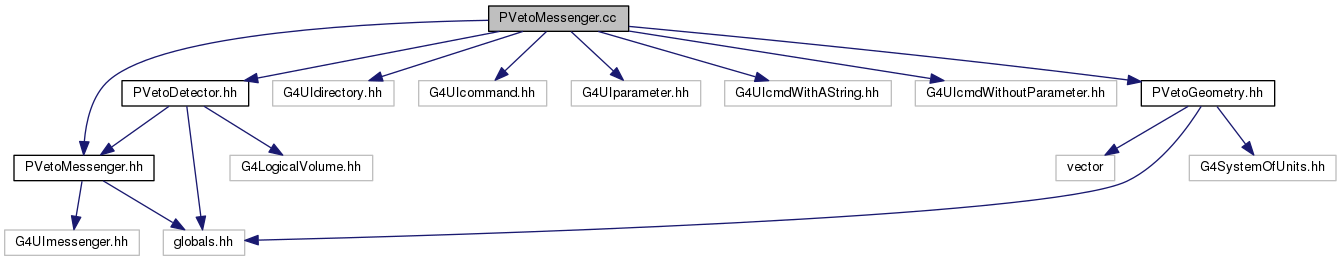 PVetoMessenger.cc
PVetoDetector.hh
G4UIdirectory.hh
G4UIcommand.hh
G4UIparameter.hh
G4UIcmdWithAString.hh
G4UIcmdWithoutParameter.hh
PVetoGeometry.hh
PVetoMessenger.hh
G4LogicalVolume.hh
vector
G4SystemOfUnits.hh
G4UImessenger.hh
globals.hh